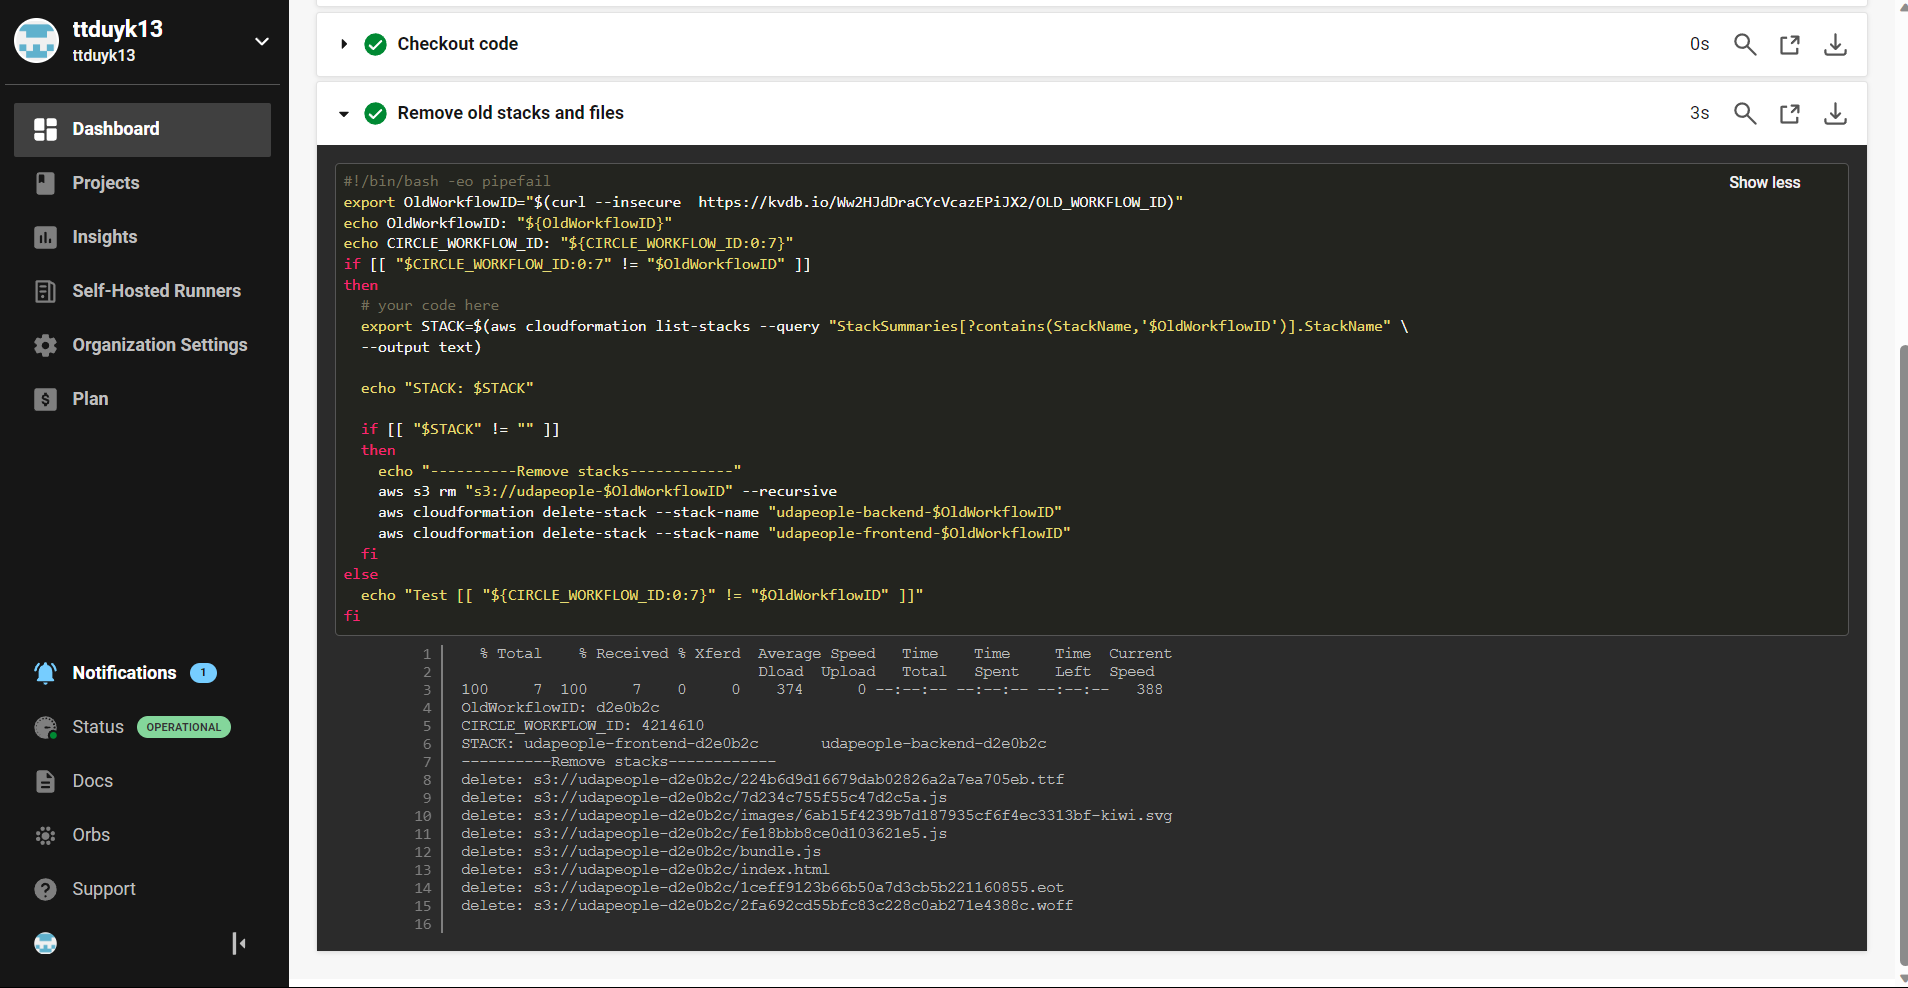 ttduyk13
ttduyk13
Dashboard
Projects
Insights
Self-Hosted Runners
Organization Settings
Plan
Notifications 1
Status OPERATIONAL
Docs
Orbs
Support
Checkout code 0s
Remove old stacks and files 3s
Show less
#!/bin/bash -eo pipefail
export OldWorkflowID="$(curl --insecure  https://kvdb.io/Ww2HJdDraCYcVcazEPiJX2/OLD_WORKFLOW_ID)"
echo OldWorkflowID: "${OldWorkflowID}"
echo CIRCLE_WORKFLOW_ID: "${CIRCLE_WORKFLOW_ID:0:7}"
if [[ "$CIRCLE_WORKFLOW_ID:0:7" != "$OldWorkflowID" ]]
then
  # your code here
  export STACK=$(aws cloudformation list-stacks --query "StackSummaries[?contains(StackName,'$OldWorkflowID')].StackName" \
  --output text)
  echo "STACK: $STACK"
  if [[ "$STACK" != "" ]]
  then
    echo "----------Remove stacks------------"
    aws s3 rm "s3://udapeople-$OldWorkflowID" --recursive
    aws cloudformation delete-stack --stack-name "udapeople-backend-$OldWorkflowID"
    aws cloudformation delete-stack --stack-name "udapeople-frontend-$OldWorkflowID"
  fi
else
  echo "Test [[ "${CIRCLE_WORKFLOW_ID:0:7}" != "$OldWorkflowID" ]]"
fi
1   % Total    % Received % Xferd  Average Speed   Time    Time     Time  Current
2                                  Dload  Upload   Total   Spent    Left  Speed
3 100     7  100     7    0     0    374      0 --:--:-- --:--:-- --:--:--   388
4 OldWorkflowID: d2e0b2c
5 CIRCLE_WORKFLOW_ID: 4214610
6 STACK: udapeople-frontend-d2e0b2c       udapeople-backend-d2e0b2c
7 ----------Remove stacks------------
8 delete: s3://udapeople-d2e0b2c/224b6d9d16679dab02826a2a7ea705eb.ttf
9 delete: s3://udapeople-d2e0b2c/7d234c755f55c47d2c5a.js
10 delete: s3://udapeople-d2e0b2c/images/6ab15f4239b7d187935cf6f4ec3313bf-kiwi.svg
11 delete: s3://udapeople-d2e0b2c/fe18bbb8ce0d103621e5.js
12 delete: s3://udapeople-d2e0b2c/bundle.js
13 delete: s3://udapeople-d2e0b2c/index.html
14 delete: s3://udapeople-d2e0b2c/1ceff9123b66b50a7d3cb5b221160855.eot
15 delete: s3://udapeople-d2e0b2c/2fa692cd55bfc83c228c0ab271e4388c.woff
16